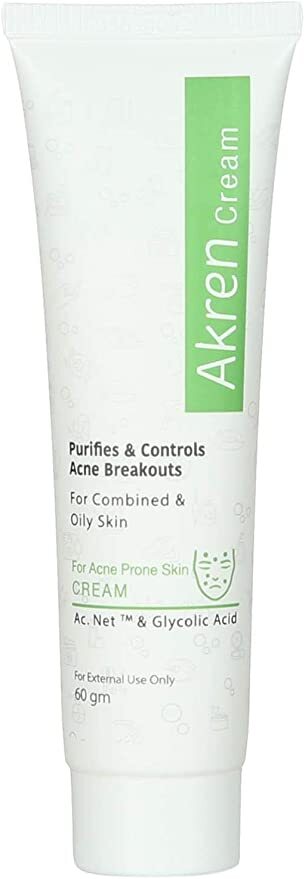 Akren Cream
Purifies & Controls
Acne Breakouts
For Combined &
Oily Skin
For Acne Prone Skin
CREAM
Ac. Net ™ & Glycolic Acid
For External Use Only
60 gm